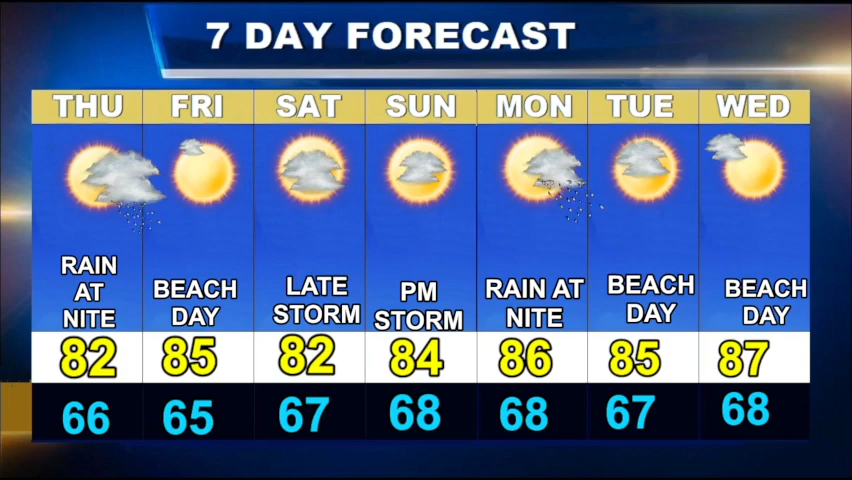 7 DAY FORECAST
THU FRI SAT SUN MON TUE WED
RAIN
AT
NITE
BEACH
DAY
LATE
STORM
PM
STORM
RAIN AT
NITE
BEACH
DAY
BEACH
DAY
82 85 82 84 86 85 87
66 65 67 68 68 67 68